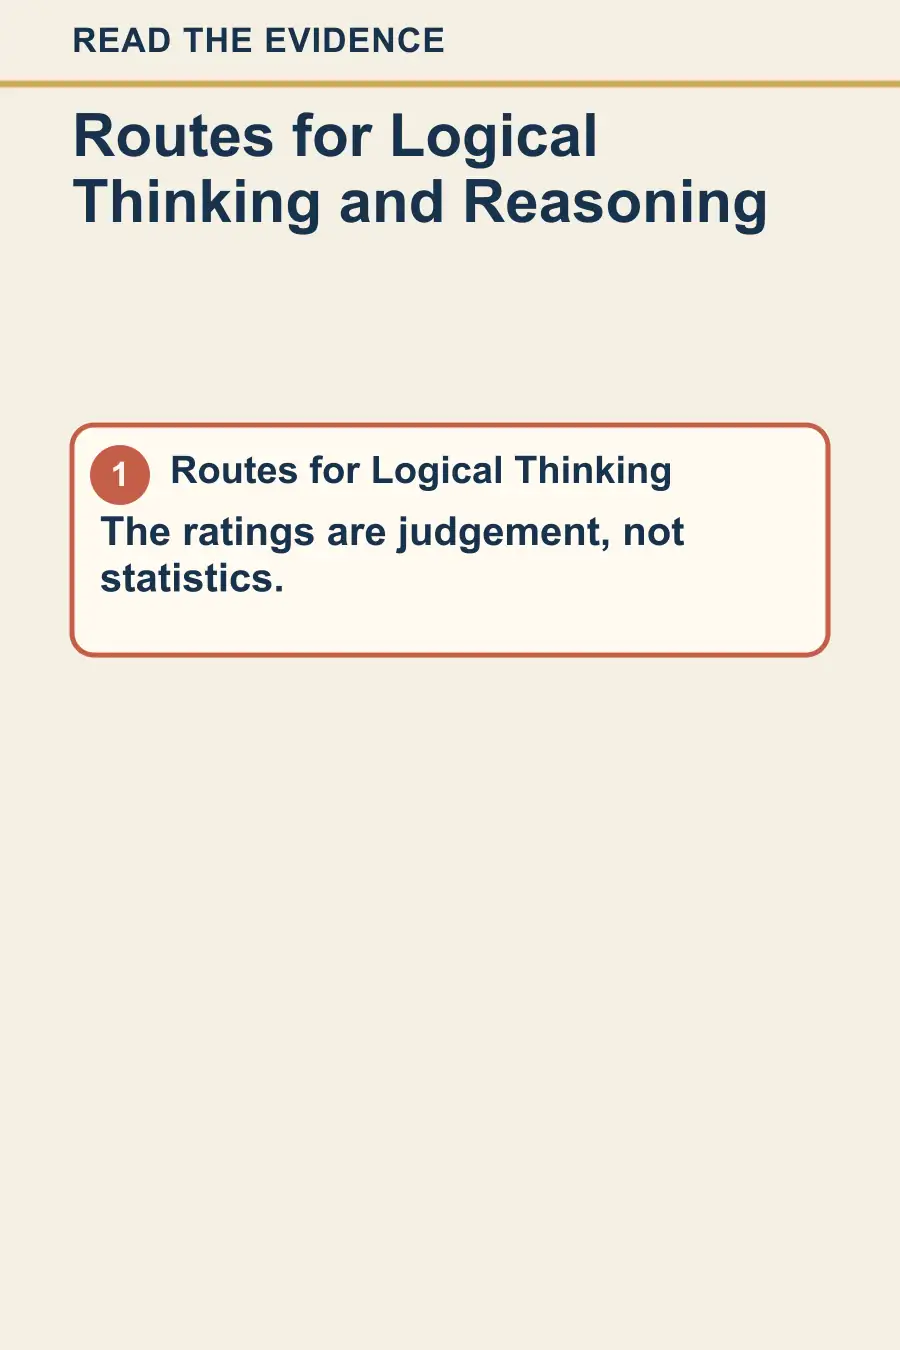 READ THE EVIDENCE
Routes for Logical
Thinking and Reasoning
1 Routes for Logical Thinking
The ratings are judgement, not
statistics.